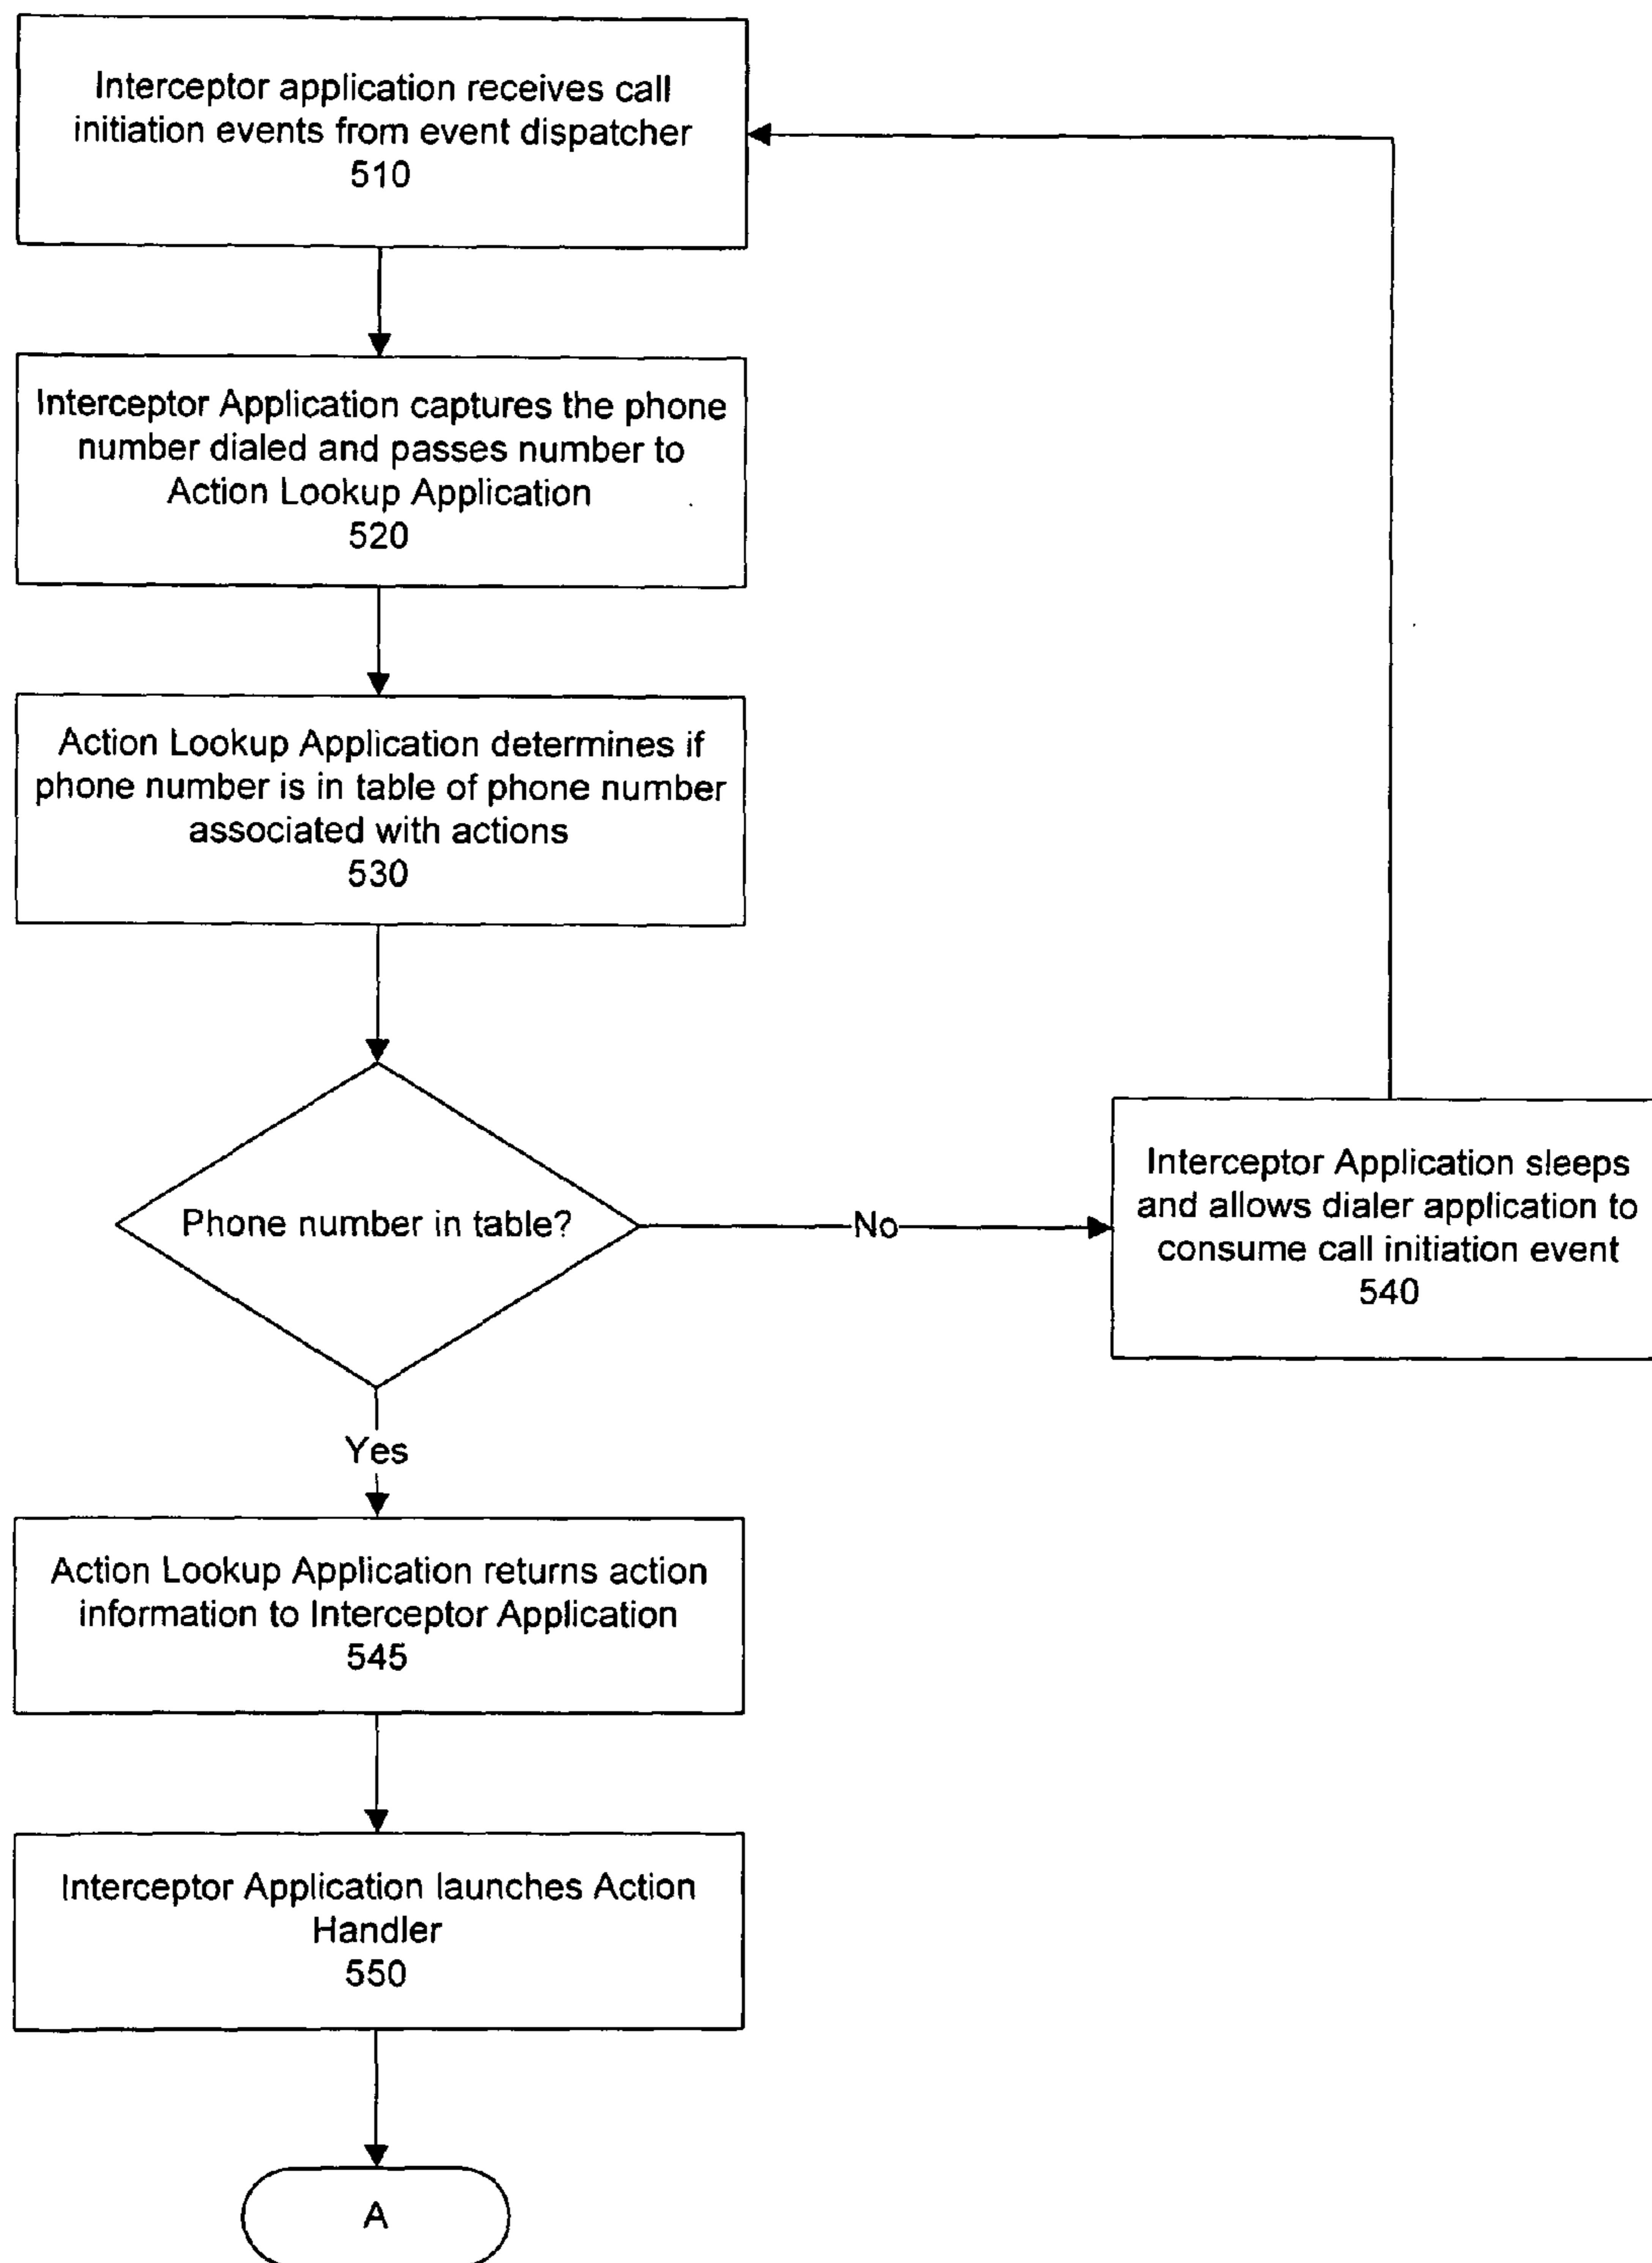 Interceptor application receives call
initiation events from event dispatcher
510
Interceptor Application captures the phone
number dialed and passes number to
Action Lookup Application
520
Action Lookup Application determines if
phone number is in table of phone number
associated with actions
530
Phone number in table?
No
Interceptor Application sleeps
and allows dialer application to
consume call initiation event
540
Yes
Action Lookup Application returns action
information to Interceptor Application
545
Interceptor Application launches Action
Handler
550
A